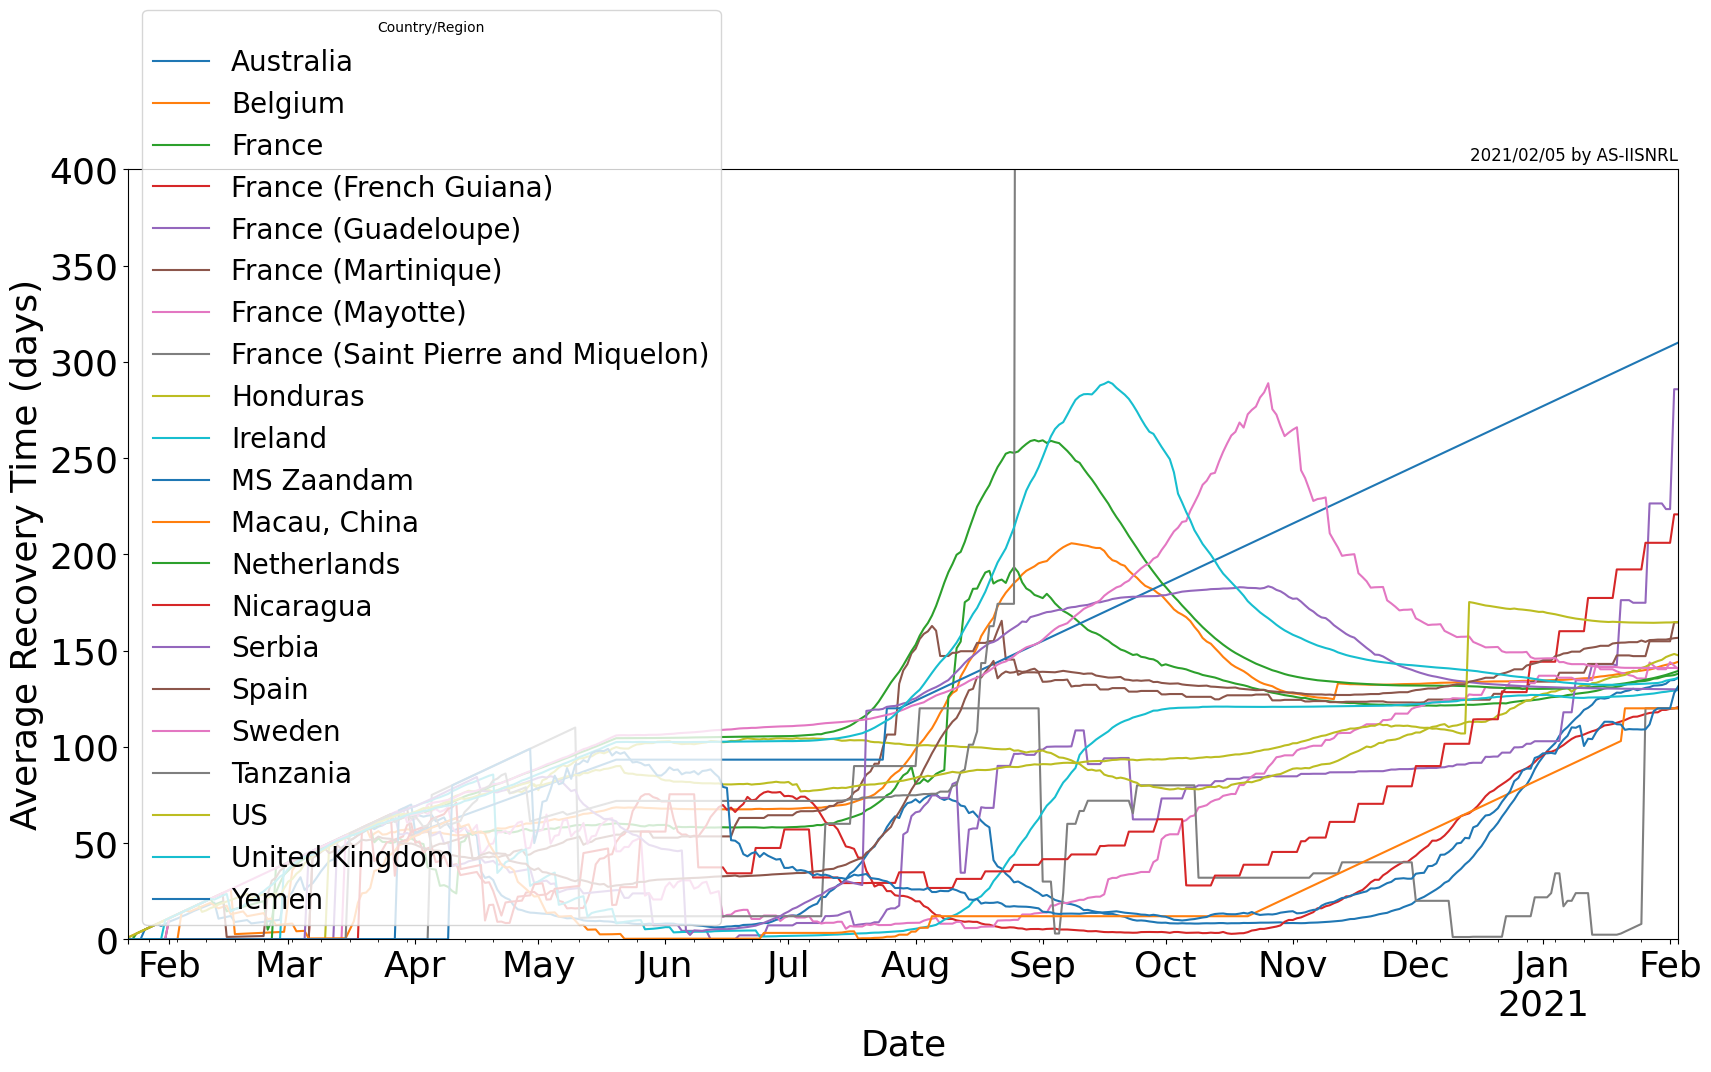 Country/Region
Australia
Belgium
France
France (French Guiana)
France (Guadeloupe)
France (Martinique)
France (Mayotte)
France (Saint Pierre and Miquelon)
Honduras
Ireland
MS Zaandam
Macau, China
Netherlands
Nicaragua
Serbia
Spain
Sweden
Tanzania
US
United Kingdom
Yemen
2021/02/05 by AS-IISNRL
Average Recovery Time (days)
400
350
300
250
200
150
100
50
0
Feb Mar Apr May Jun Jul Aug Sep Oct Nov Dec Jan Feb
2021
Date